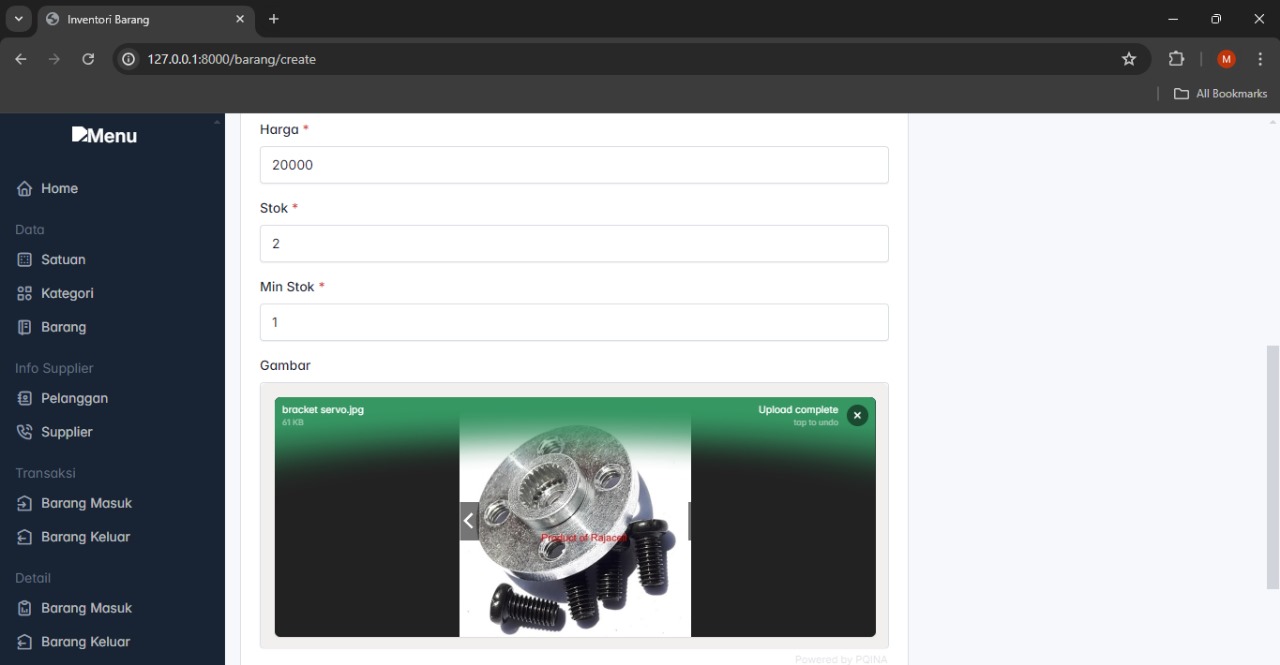 Inventori Barang
127.0.0.1:8000/barang/create
M
All Bookmarks
Menu
Home
Data
Satuan
Kategori
Barang
Info Supplier
Pelanggan
Supplier
Transaksi
Barang Masuk
Barang Keluar
Detail
Barang Masuk
Barang Keluar
Harga *
20000
Stok *
2
Min Stok *
1
Gambar
bracket servo.jpg
61 KB
Upload complete
tap to undo
Product of Rajacell
Powered by PQINA